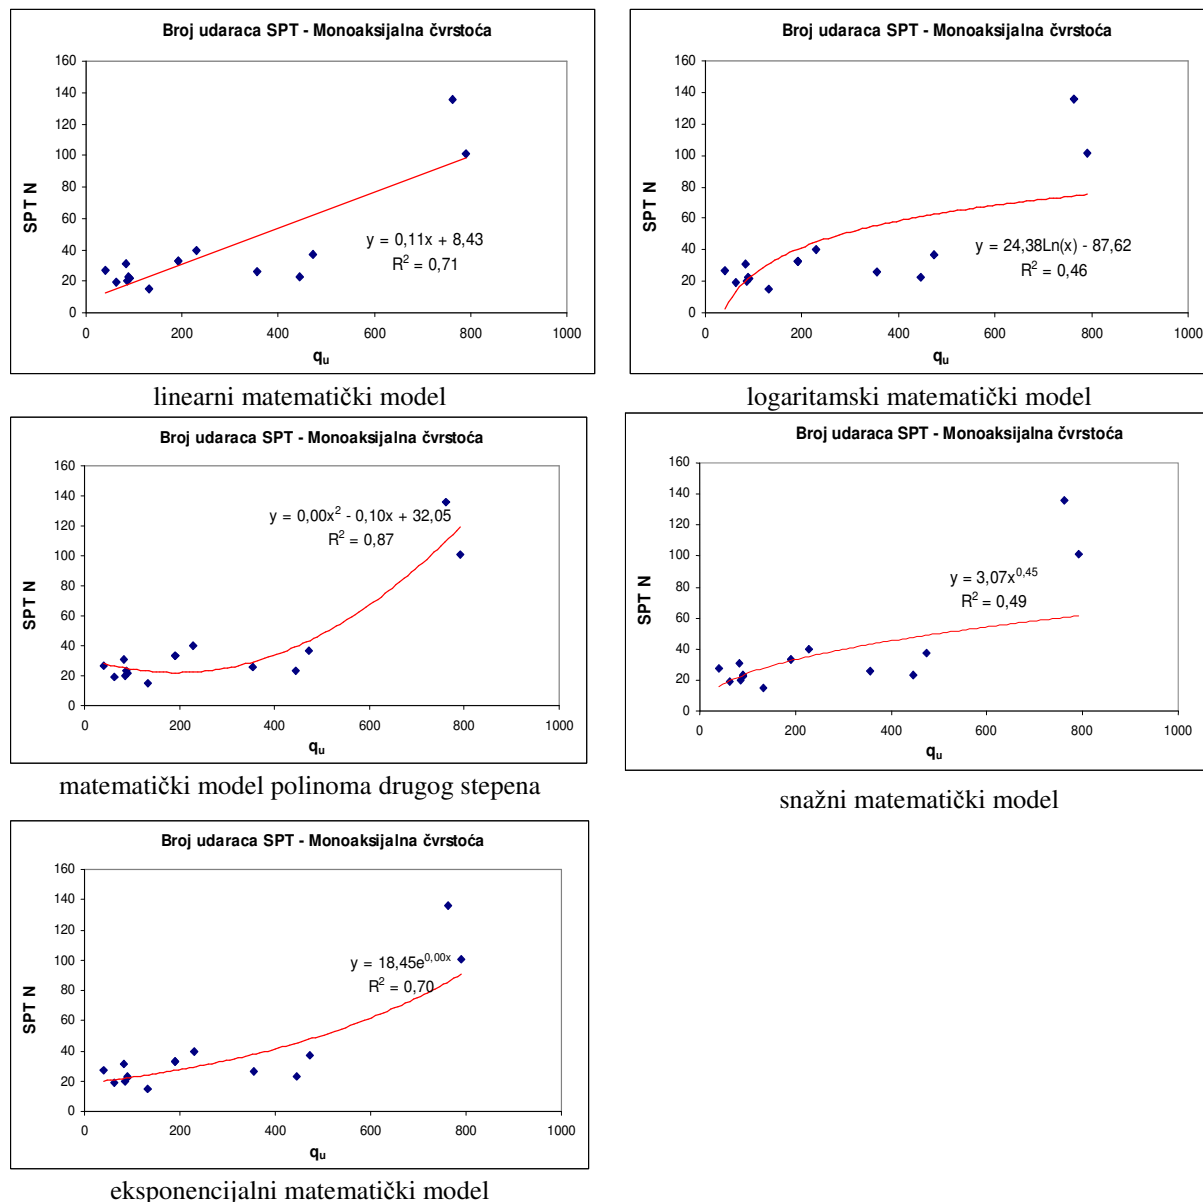 Broj udaraca SPT - Monoaksijalna čvrstoća
160
140
120
100
80
60
40
20
0
SPT N
y = 0,11x + 8,43
R² = 0,71
0 200 400 600 800 1000
qu
linearni matematički model
Broj udaraca SPT - Monoaksijalna čvrstoća
160
140
120
100
80
60
40
20
0
SPT N
y = 24,38Ln(x) - 87,62
R² = 0,46
0 200 400 600 800 1000
qu
logaritamski matematički model
Broj udaraca SPT - Monoaksijalna čvrstoća
160
140
120
100
80
60
40
20
0
SPT N
y = 0,00x² - 0,10x + 32,05
R² = 0,87
0 200 400 600 800 1000
qu
matematički model polinoma drugog stepena
Broj udaraca SPT - Monoaksijalna čvrstoća
160
140
120
100
80
60
40
20
0
SPT N
y = 3,07x^0,45
R² = 0,49
0 200 400 600 800 1000
qu
snažni matematički model
Broj udaraca SPT - Monoaksijalna čvrstoća
160
140
120
100
80
60
40
20
0
SPT N
y = 18,45e^0,00x
R² = 0,70
0 200 400 600 800 1000
qu
eksponencijalni matematički model